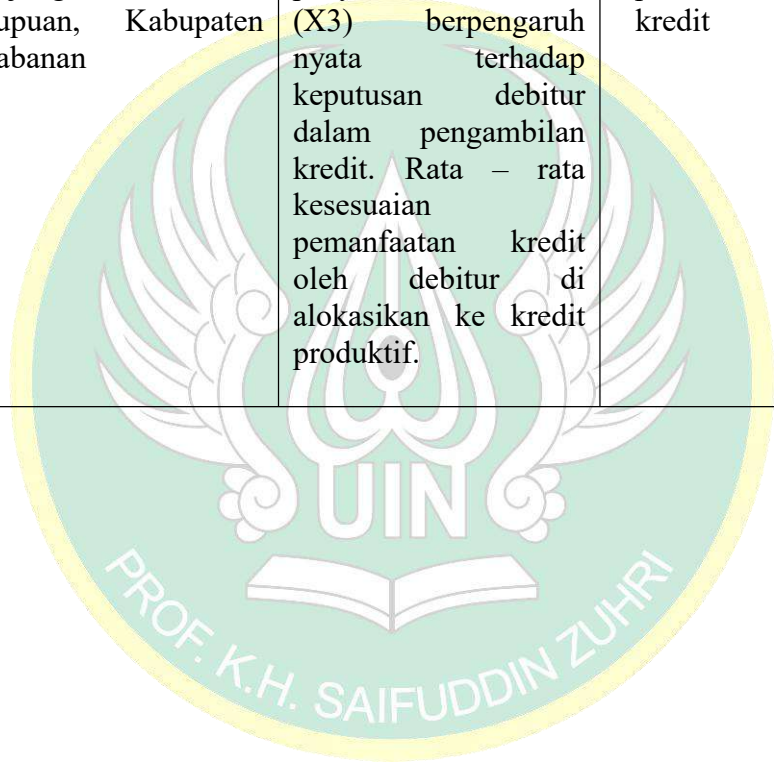 upuan, Kabupaten
abanan
(X3) berpengaruh
nyata terhadap
keputusan debitur
dalam pengambilan
kredit. Rata – rata
kesesuaian
pemanfaatan kredit
oleh debitur di
alokasikan ke kredit
produktif.
kredit
UIN
PROF. K.H. SAIFUDDIN ZUHRI